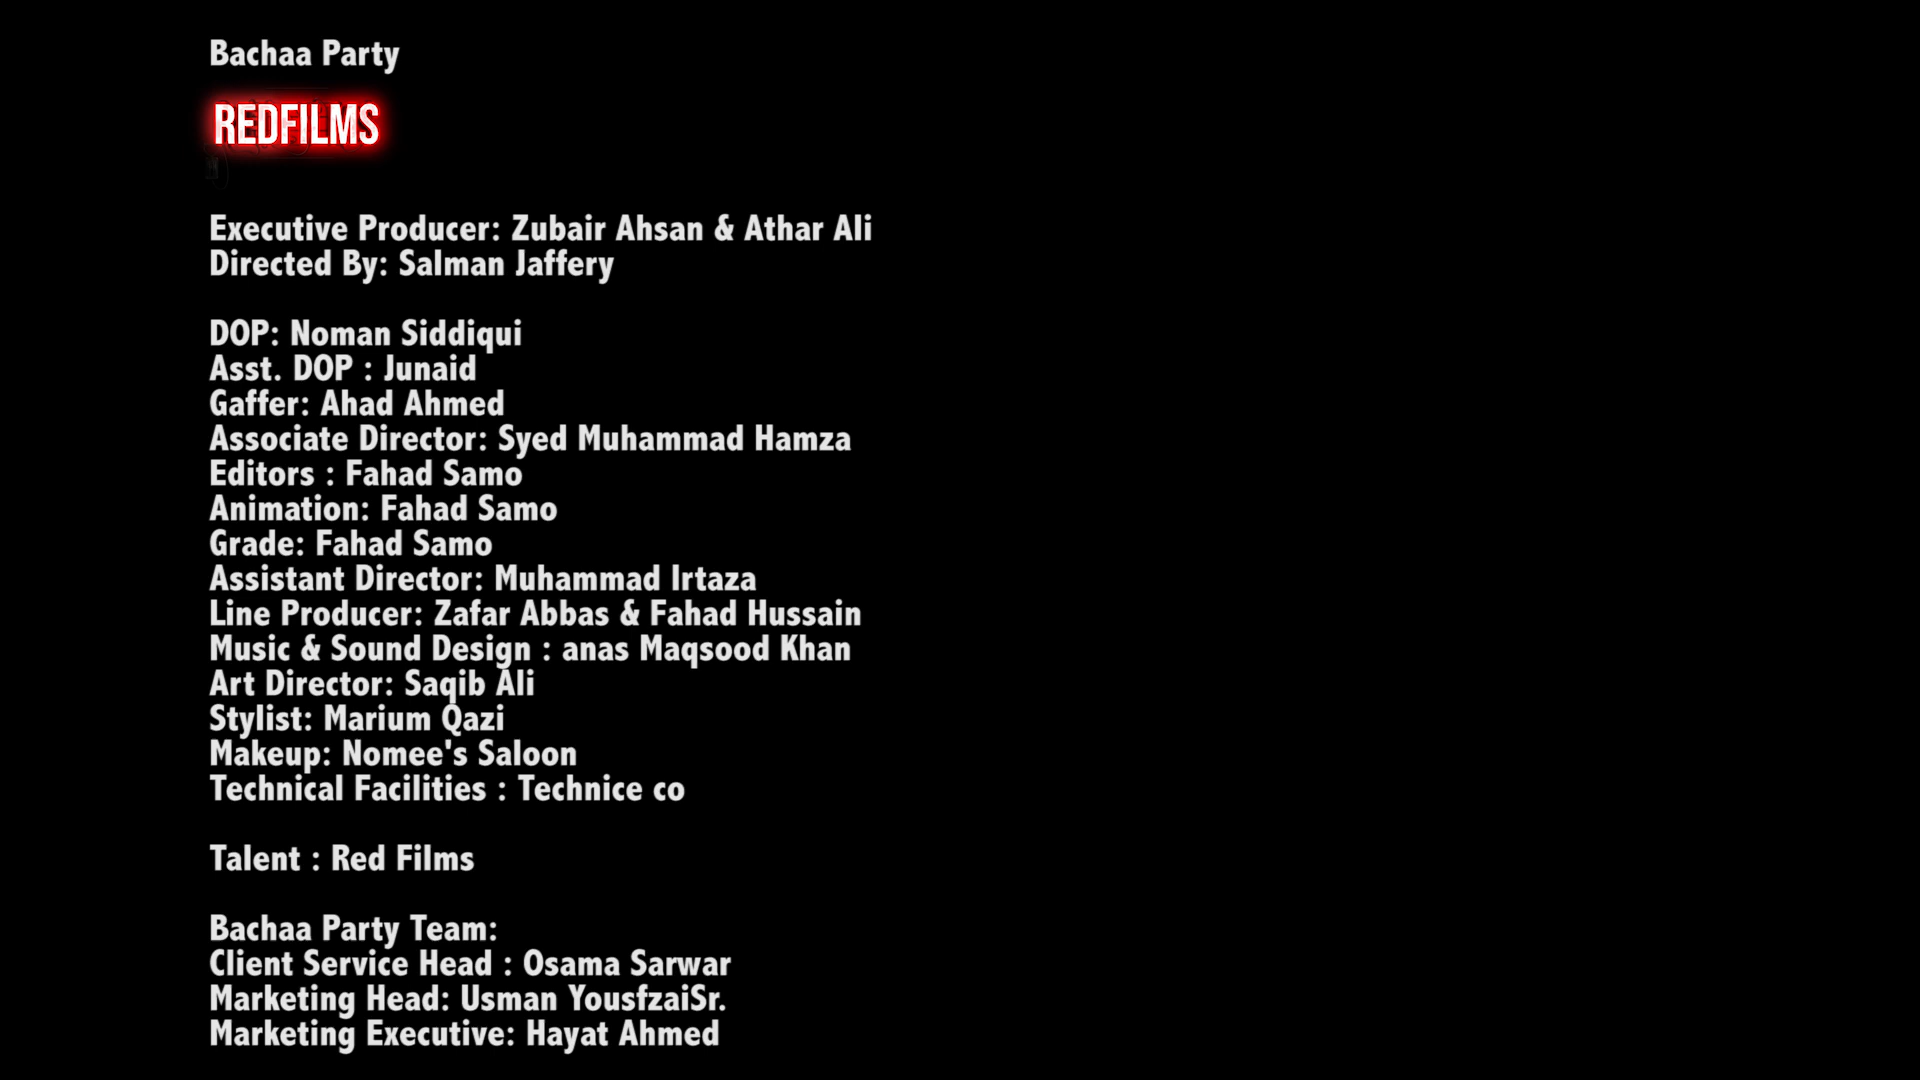 Bachaa Party
REDFILMS
Executive Producer: Zubair Ahsan & Athar Ali
Directed By: Salman Jaffery
DOP: Noman Siddiqui
Asst. DOP : Junaid
Gaffer: Ahad Ahmed
Associate Director: Syed Muhammad Hamza
Editors : Fahad Samo
Animation: Fahad Samo
Grade: Fahad Samo
Assistant Director: Muhammad Irtaza
Line Producer: Zafar Abbas & Fahad Hussain
Music & Sound Design : anas Maqsood Khan
Art Director: Saqib Ali
Stylist: Marium Qazi
Makeup: Nomee's Saloon
Technical Facilities : Technice co
Talent : Red Films
Bachaa Party Team:
Client Service Head : Osama Sarwar
Marketing Head: Usman YousfzaiSr.
Marketing Executive: Hayat Ahmed